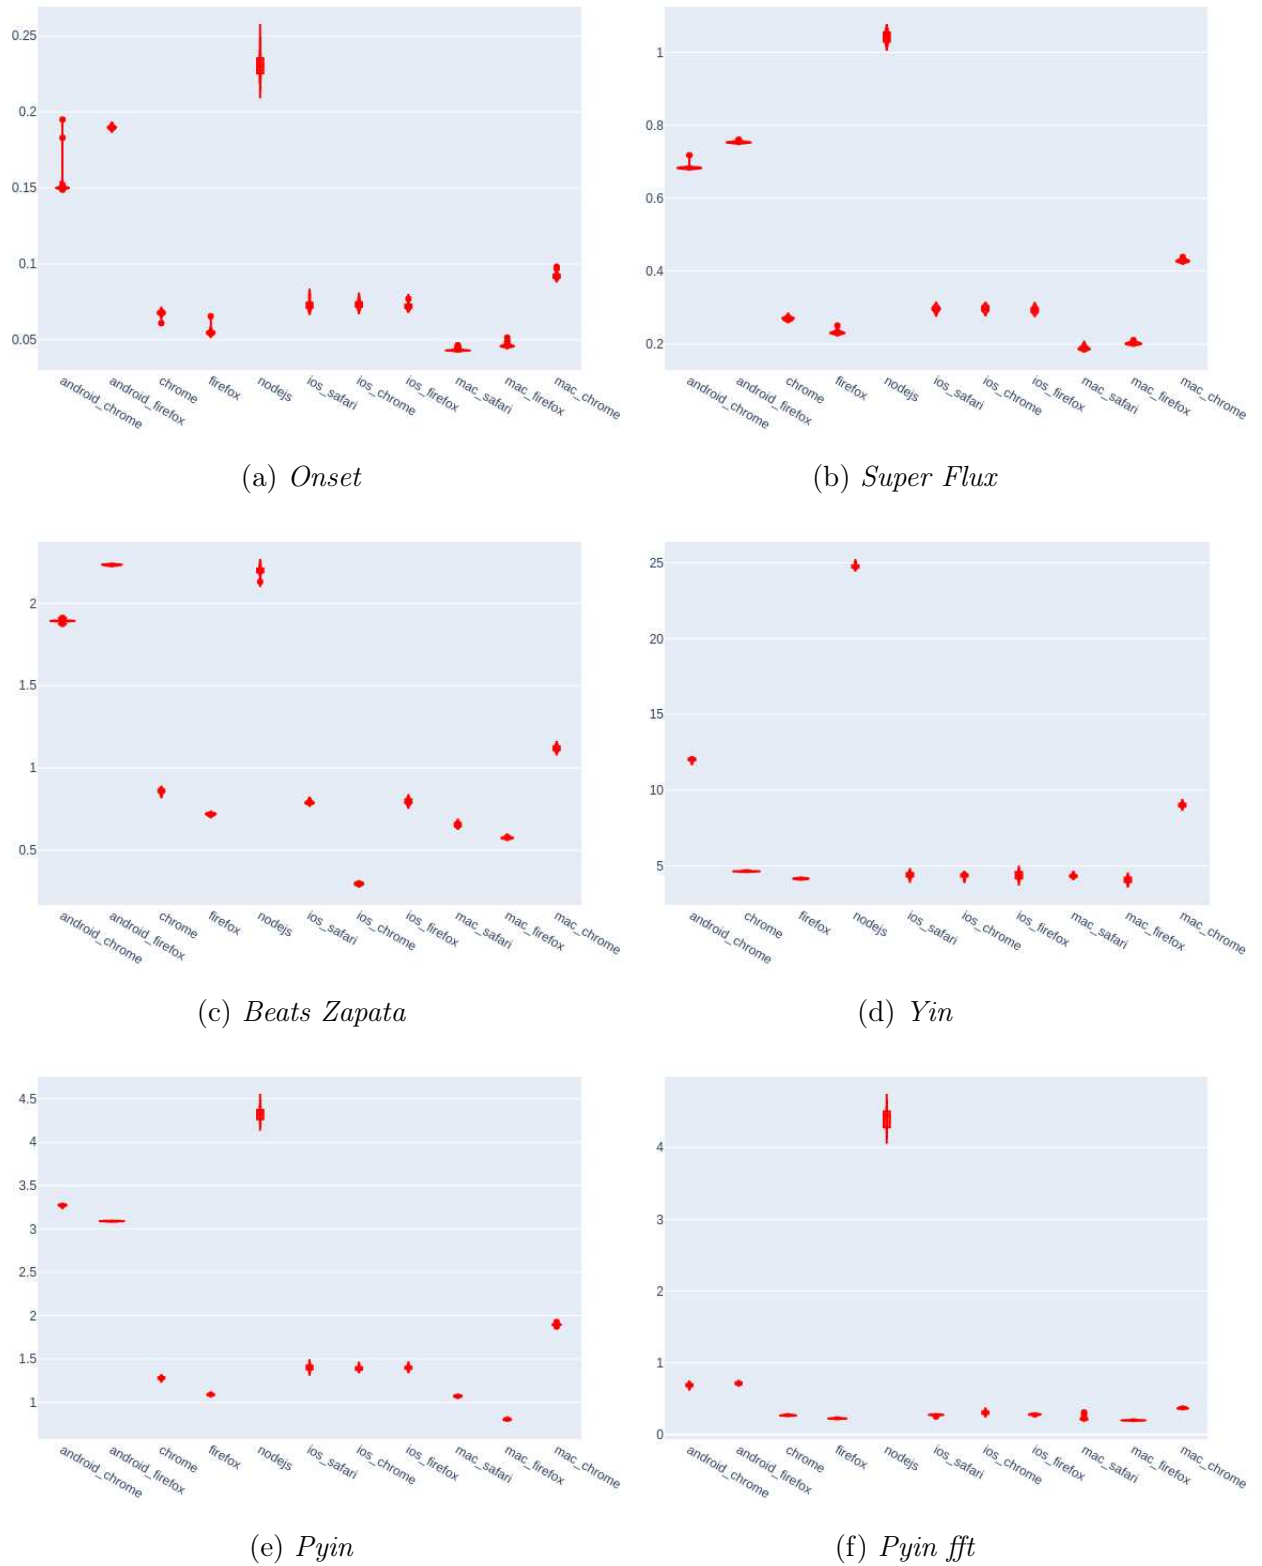 0.25
0.2
0.15
0.1
0.05
android_chrome
android_firefox
chrome
firefox
nodejs
ios_safari
ios_chrome
ios_firefox
mac_safari
mac_firefox
mac_chrome
(a) Onset
1
0.8
0.6
0.4
0.2
android_chrome
android_firefox
chrome
firefox
nodejs
ios_safari
ios_chrome
ios_firefox
mac_safari
mac_firefox
mac_chrome
(b) Super Flux
2
1.5
1
0.5
android_chrome
android_firefox
chrome
firefox
nodejs
ios_safari
ios_chrome
ios_firefox
mac_safari
mac_firefox
mac_chrome
(c) Beats Zapata
25
20
15
10
5
android_chrome
chrome
firefox
nodejs
ios_safari
ios_chrome
ios_firefox
mac_safari
mac_firefox
mac_chrome
(d) Yin
4.5
4
3.5
3
2.5
2
1.5
1
android_chrome
android_firefox
chrome
firefox
nodejs
ios_safari
ios_chrome
ios_firefox
mac_safari
mac_firefox
mac_chrome
(e) Pyin
4
3
2
1
0
android_chrome
android_firefox
chrome
firefox
nodejs
ios_safari
ios_chrome
ios_firefox
mac_safari
mac_firefox
mac_chrome
(f) Pyin fft